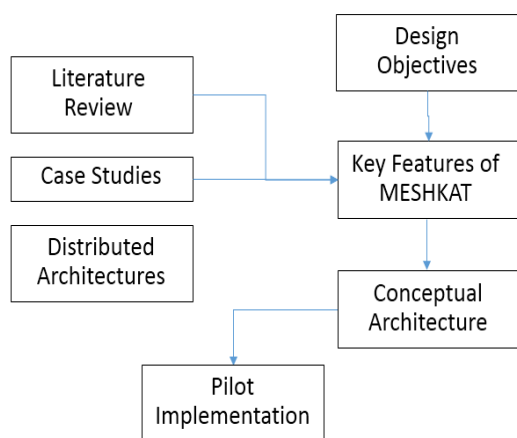 Design
Objectives
Literature
Review
Case Studies
Key Features of
MESHKAT
Distributed
Architectures
Conceptual
Architecture
Pilot
Implementation